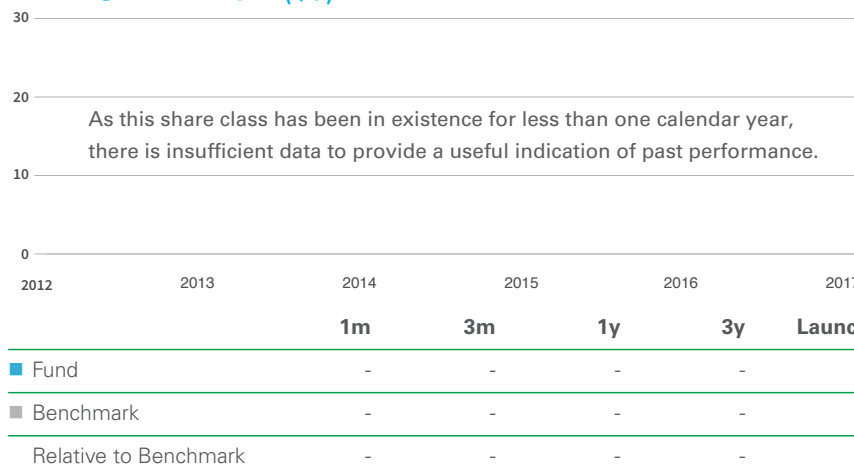 30
20
As this share class has been in existence for less than one calendar year,
there is insufficient data to provide a useful indication of past performance.
10
0
2012 2013 2014 2015 2016 2017
1m 3m 1y 3y Launc
Fund - - - -
Benchmark - - - -
Relative to Benchmark - - - -